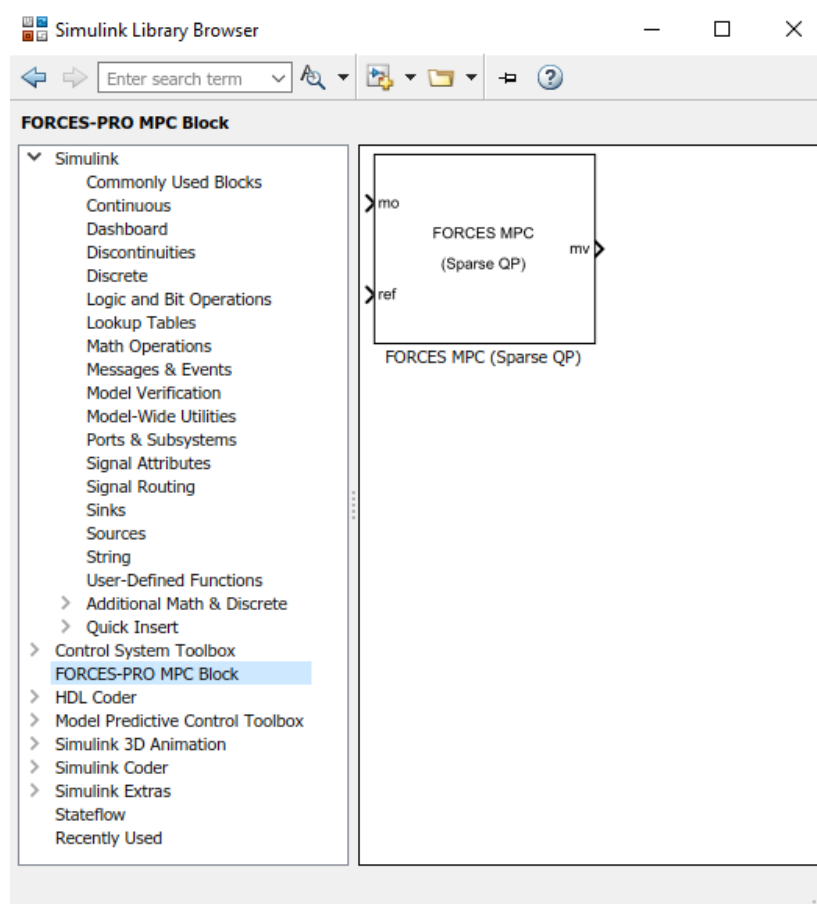 Simulink Library Browser
Enter search term
FORCES-PRO MPC Block
Simulink
Commonly Used Blocks
Continuous
Dashboard
Discontinuities
Discrete
Logic and Bit Operations
Lookup Tables
Math Operations
Messages & Events
Model Verification
Model-Wide Utilities
Ports & Subsystems
Signal Attributes
Signal Routing
Sinks
Sources
String
User-Defined Functions
Additional Math & Discrete
Quick Insert
Control System Toolbox
FORCES-PRO MPC Block
HDL Coder
Model Predictive Control Toolbox
Simulink 3D Animation
Simulink Coder
Simulink Extras
Stateflow
Recently Used
mo
FORCES MPC
mv
(Sparse QP)
ref
FORCES MPC (Sparse QP)